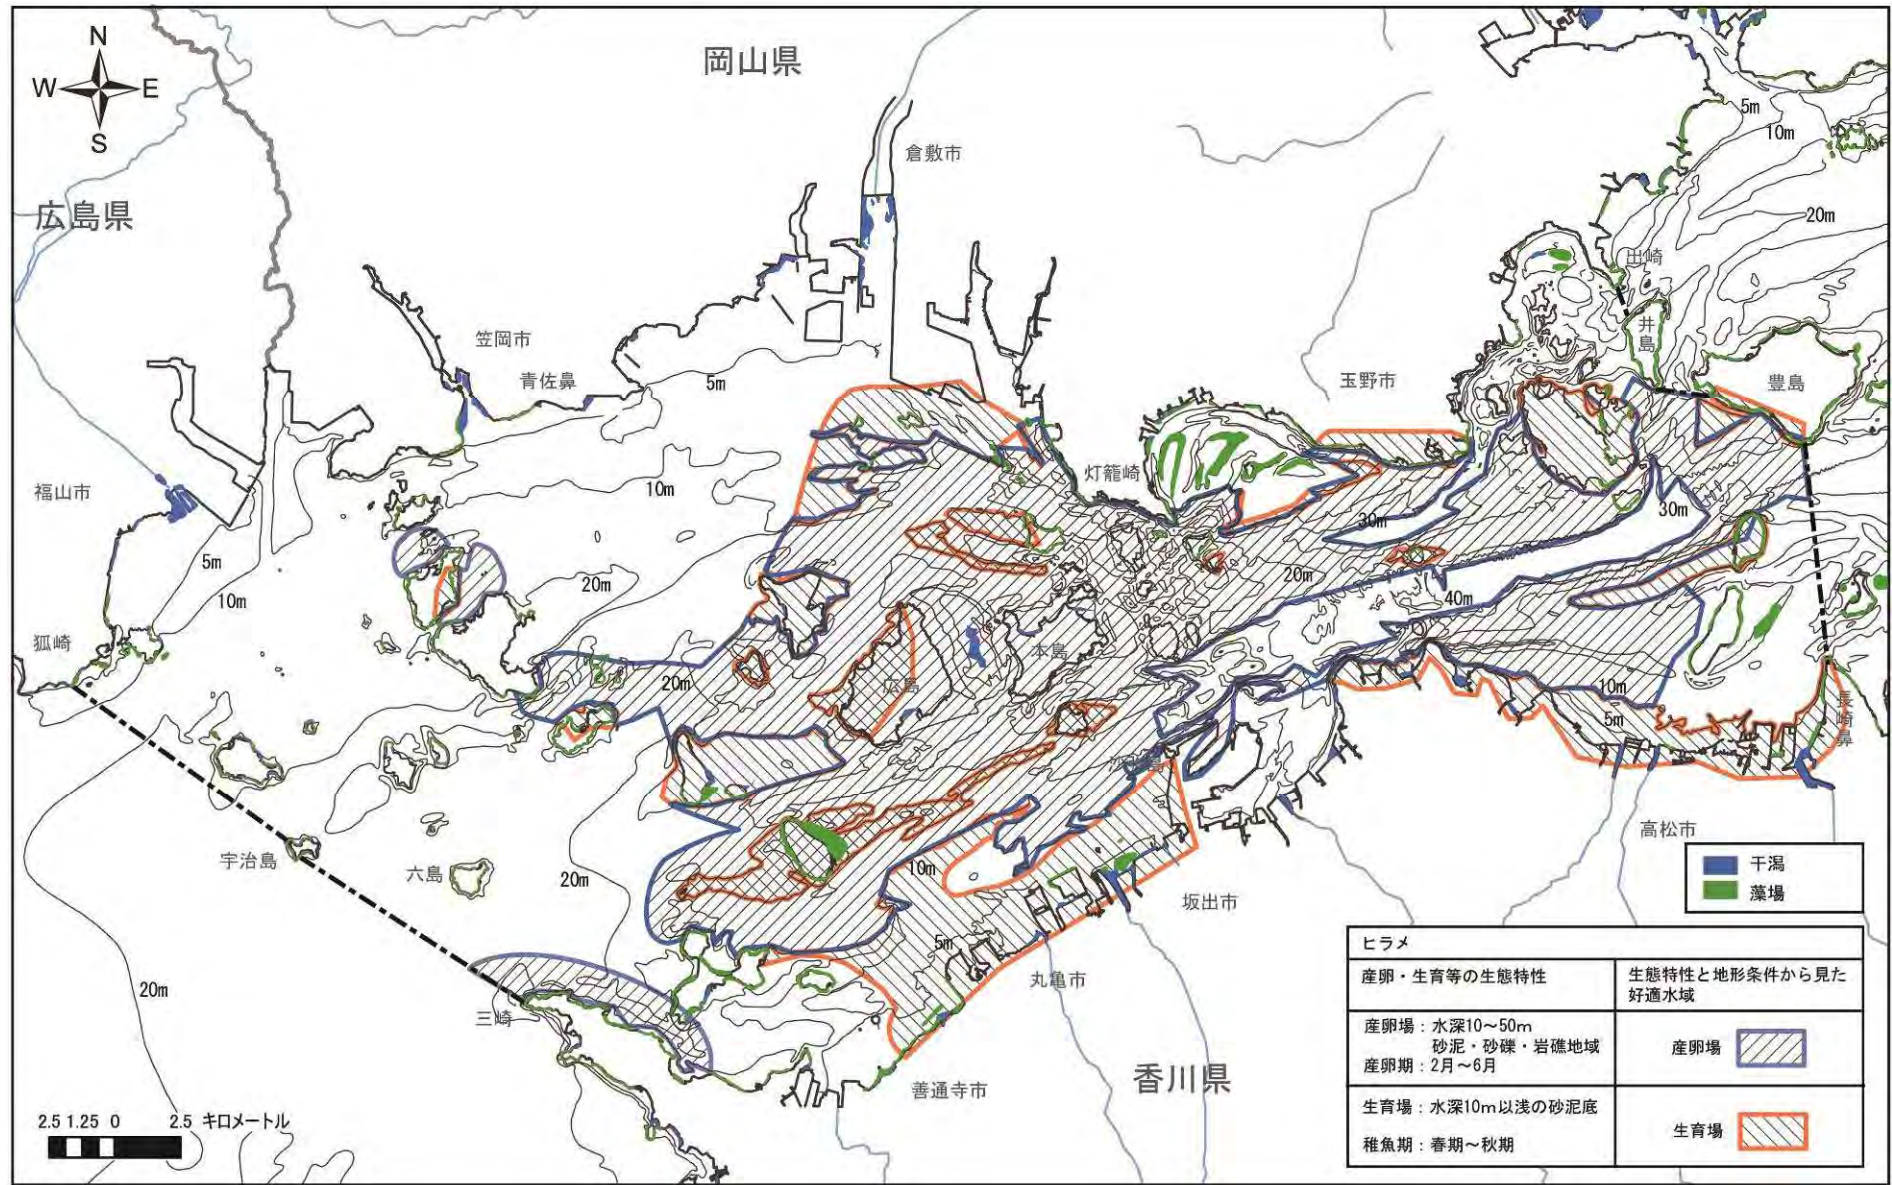 N
W
E
S
岡山県
広島県
倉敷市
5m
10m
20m
出崎
井島
豊島
笠岡市
青佐鼻
5m
玉野市
灯籠崎
福山市
10m
30m
30m
5m
10m
20m
20m
40m
狐崎
20m
本島
広島
10m
5m
長崎鼻
高松市
宇治島
六島
20m
10m
坂出市
5m
丸亀市
20m
三崎
善通寺市
香川県
2.5 1.25 0 2.5 キロメートル
干潟
藻場
ヒラメ
産卵・生育等の生態特性
生態特性と地形条件から見た
好適水域
産卵場：水深10～50m
砂泥・砂礫・岩礁地域
産卵期：2月～6月
産卵場
生育場：水深10m以浅の砂泥底
稚魚期：春期～秋期
生育場